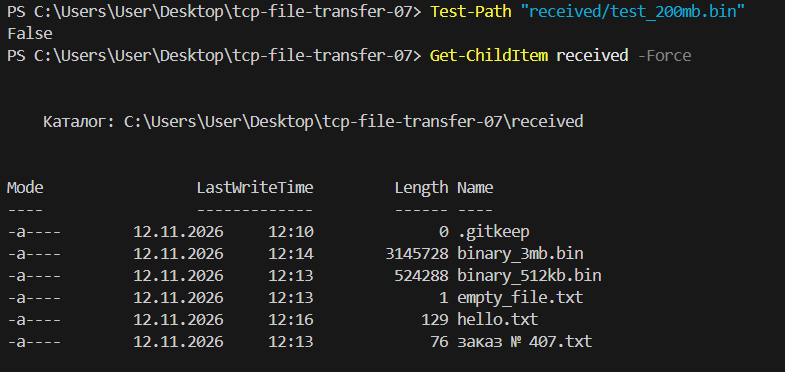 PS C:\Users\User\Desktop\tcp-file-transfer-07> Test-Path "received/test_200mb.bin"
False
PS C:\Users\User\Desktop\tcp-file-transfer-07> Get-ChildItem received -Force
Каталог: C:\Users\User\Desktop\tcp-file-transfer-07\received
Mode LastWriteTime Length Name
---- ------------- ------ ----
-a---- 12.11.2026 12:10 0 .gitkeep
-a---- 12.11.2026 12:14 3145728 binary_3mb.bin
-a---- 12.11.2026 12:13 524288 binary_512kb.bin
-a---- 12.11.2026 12:13 1 empty_file.txt
-a---- 12.11.2026 12:16 129 hello.txt
-a---- 12.11.2026 12:13 76 заказ № 407.txt